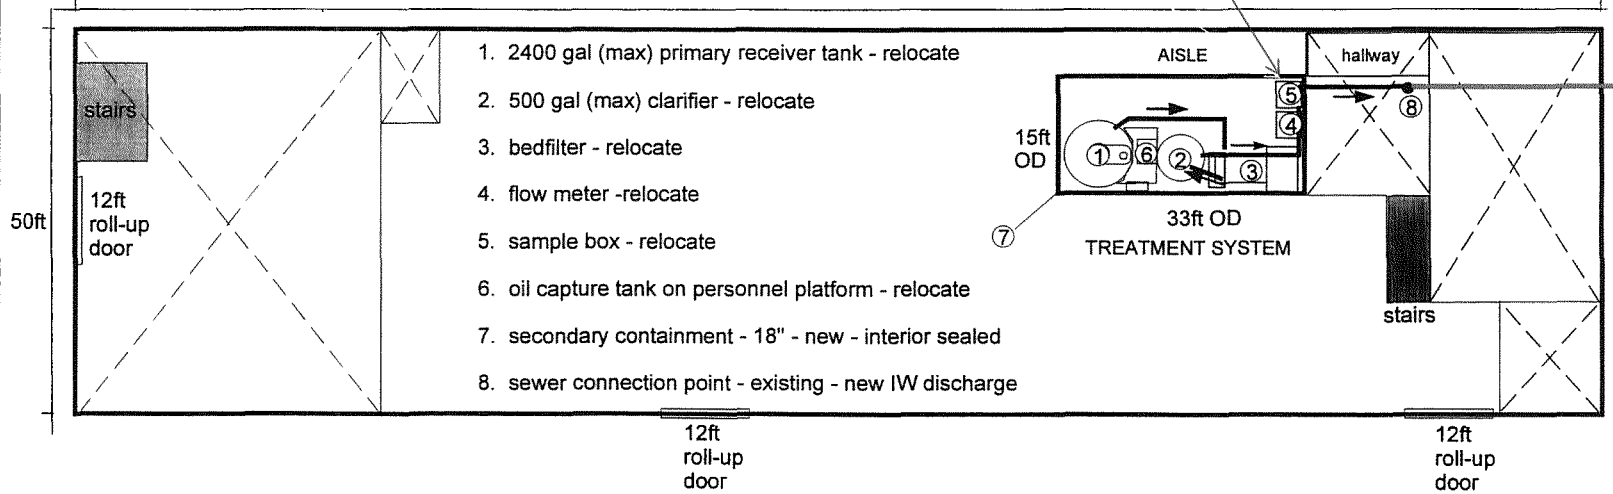 1. 2400 gal (max) primary receiver tank - relocate
2. 500 gal (max) clarifier - relocate
3. bedfilter - relocate
4. flow meter -relocate
5. sample box - relocate
6. oil capture tank on personnel platform - relocate
7. secondary containment - 18" - new - interior sealed
8. sewer connection point - existing - new IW discharge
stairs
12ft
roll-up
door
50ft
AISLE
hallway
15ft
OD
1
6
2
3
4
5
8
7
33ft OD
TREATMENT SYSTEM
stairs
12ft
roll-up
door
12ft
roll-up
door